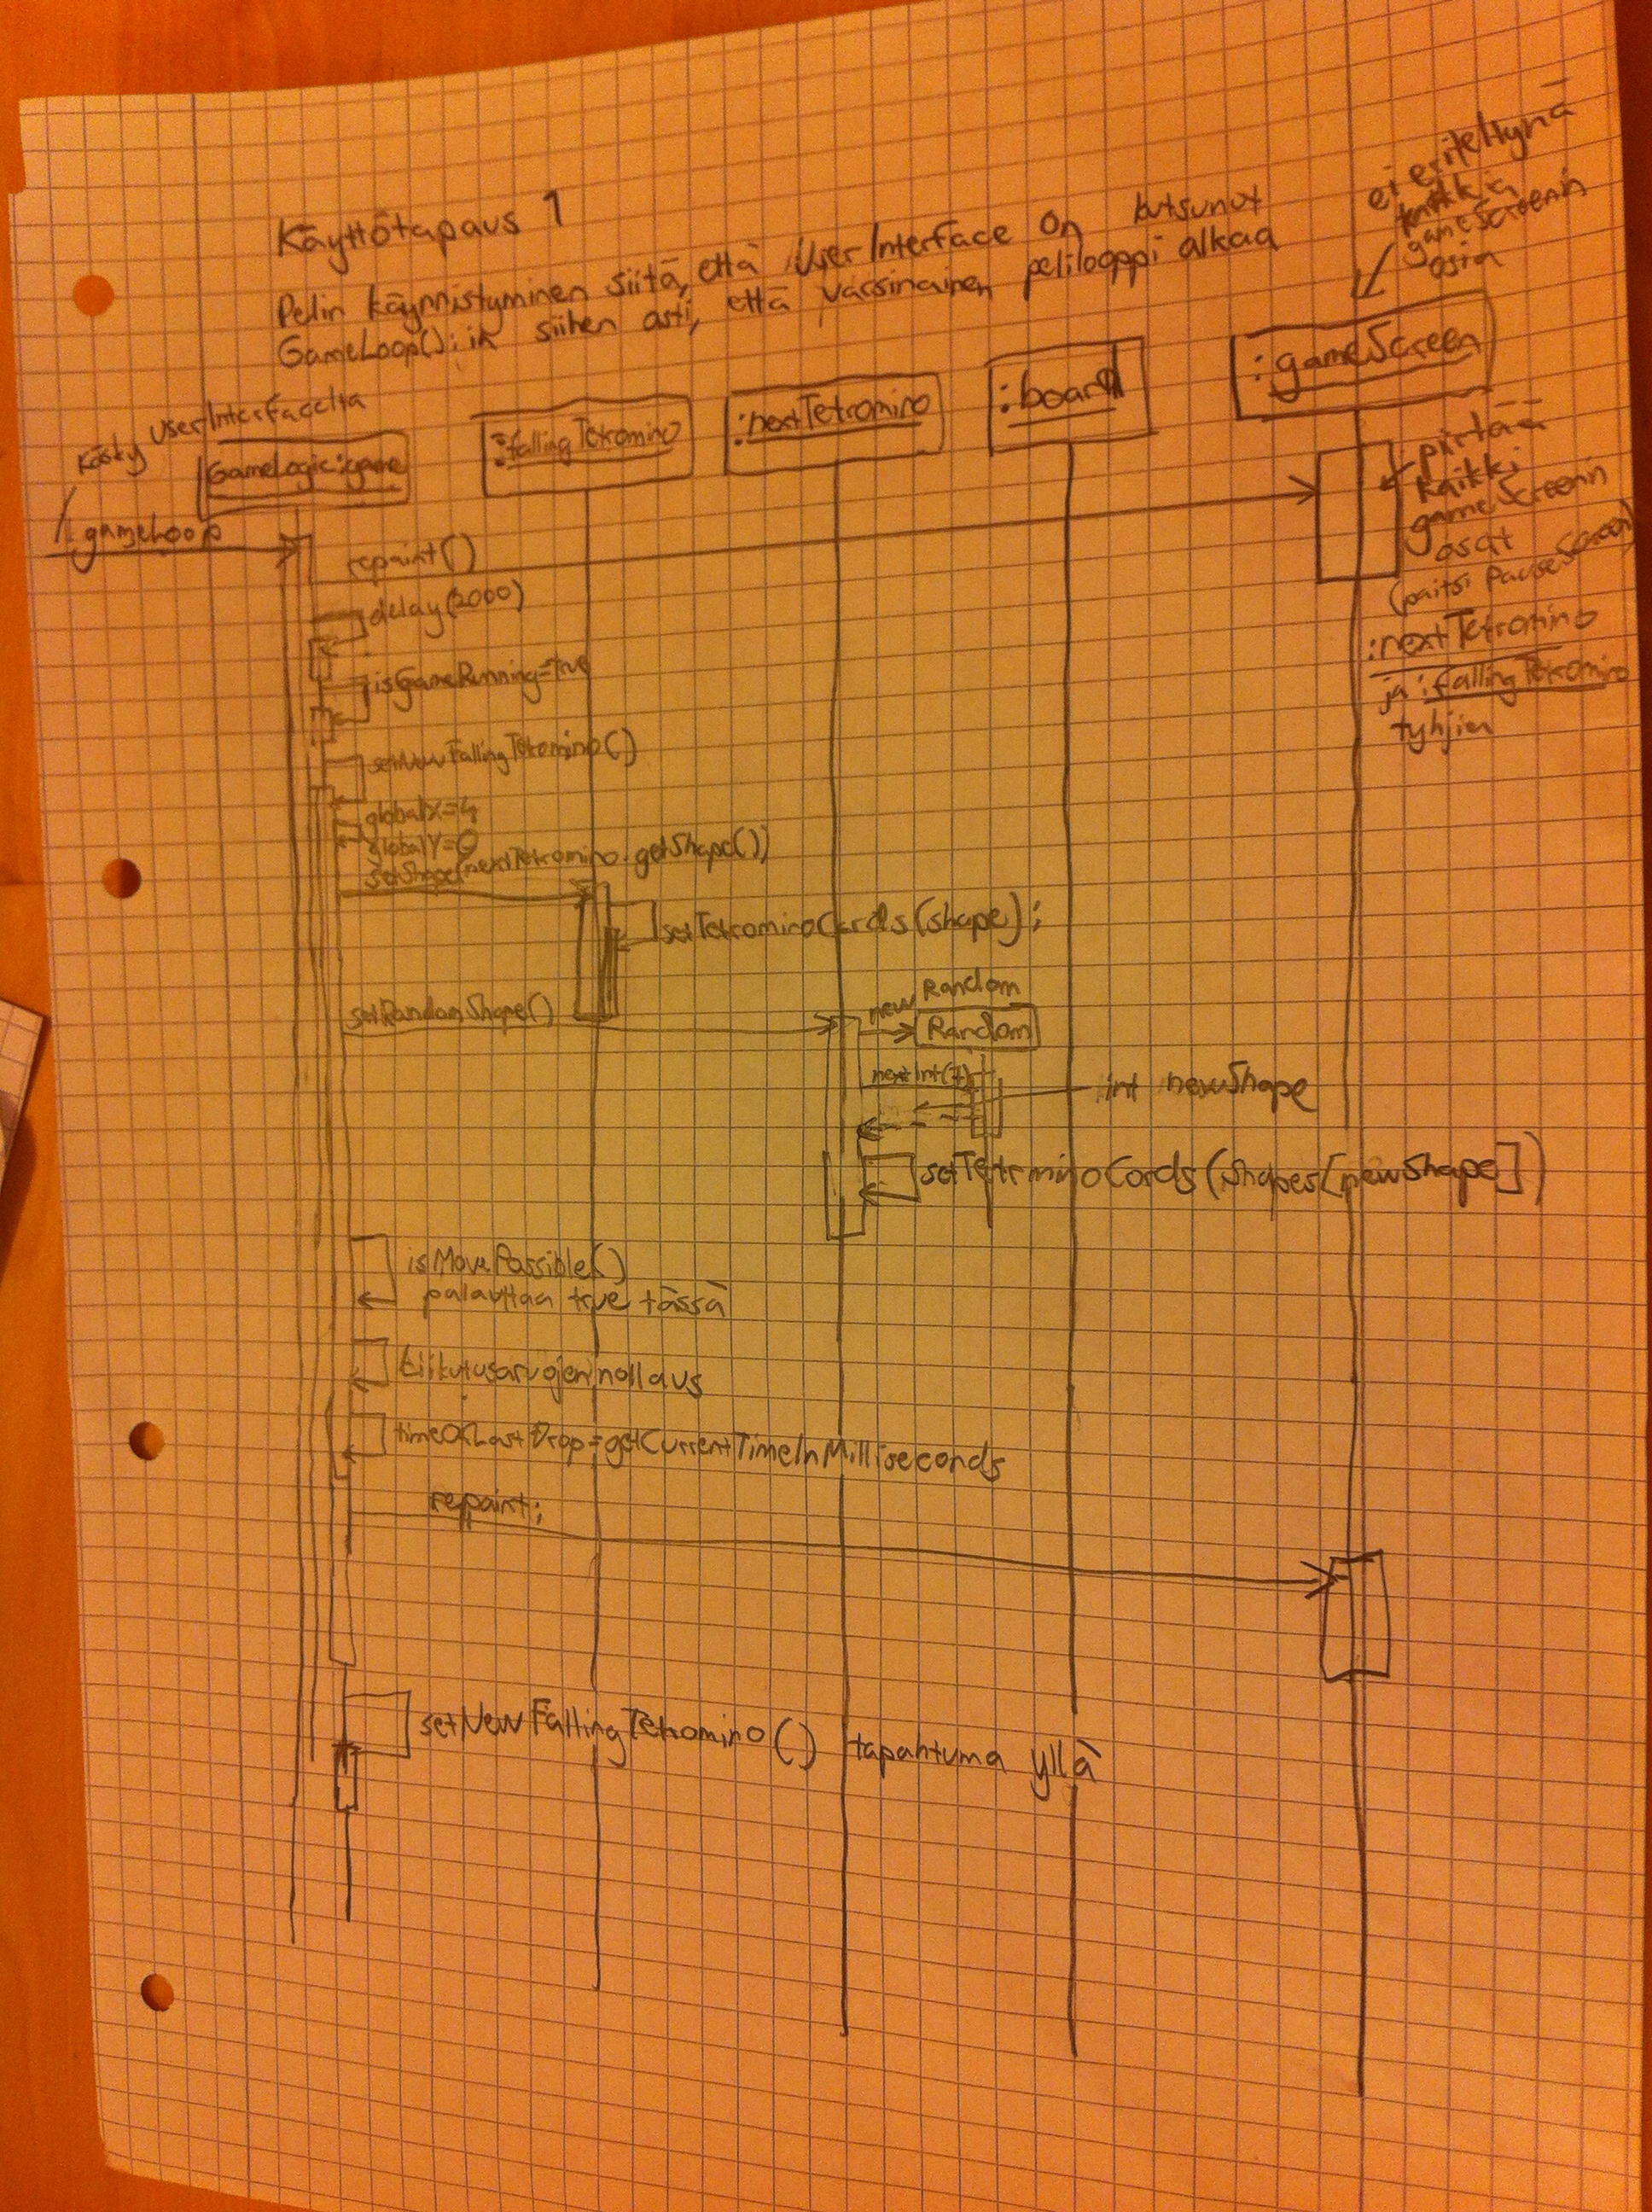 Käyttötapaus 1
Pelin käynnistyminen siitä, että UserInterface on kutsunut
GameLoop():in siihen asti, että varsinainen pelilooppi alkaa
ei eriteltynä
kaikkia
gameScreenin
osia
Käsky userInterfacelta
GameLogic:game
:fallingTetromino
:nextTetromino
:board
:gameScreen
gameLoop
repaint()
piirtää
kaikki
gameScreenin
osat
(paitsi PauseScreen)
:nextTetromino
ja :fallingTetromino
tyhjien
delay(2000)
isGameRunning=true
setNewFallingTetromino()
globalX=4
globalY=0
setShape(nextTetromino.getShape())
setTetrominoCords(shape);
setRandomShape()
new Random
Random
nextInt(7)
int newShape
setTetrminoCords(shapes[newShape])
isMovePossible()
palauttaa true tässä
liikutusarvojen nollaus
timeOfLastDrop=getCurrentTimeInMilliseconds
repaint;
setNewFallingTetromino() tapahtuma yllä